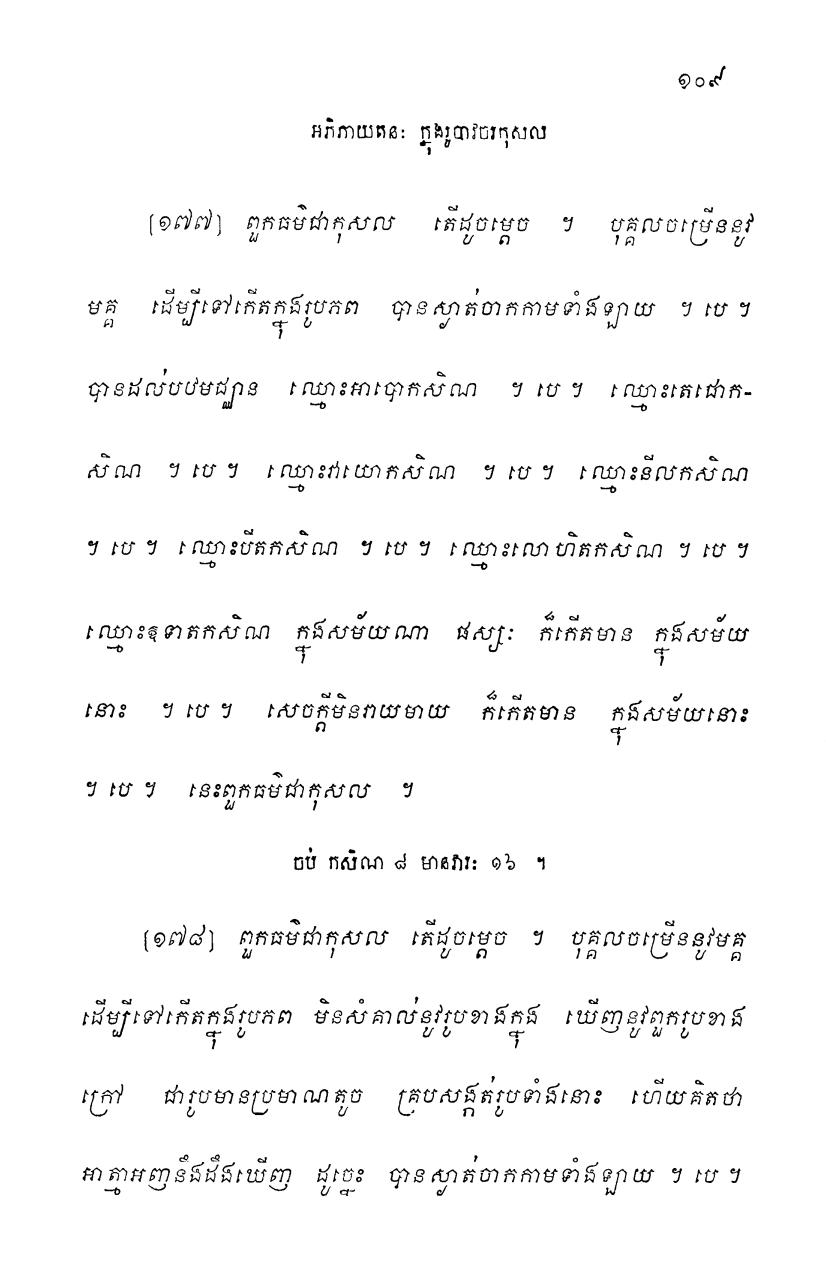 ១០៩
អភិភាយតនៈ ក្នុងរូបាវចរកុសល
[១៧៧] ពួកធម៌ជាកុសល តើដូចម្តេច ។ បុគ្គលចម្រើននូវ
មគ្គ ដើម្បីទៅកើតក្នុងរូបភព បានស្ងាត់ចាកកាមទាំងឡាយ ។ បេ ។
បានដល់បឋមជ្ឈាន ឈ្មោះអាបោកសិណ ។ បេ ។ ឈ្មោះតេជោក-
សិណ ។ បេ ។ ឈ្មោះវាយោកសិណ ។ បេ ។ ឈ្មោះនីលកសិណ
។ បេ ។ ឈ្មោះបីតកសិណ ។ បេ ។ ឈ្មោះលោហិតកសិណ ។ បេ ។
ឈ្មោះឱទាតកសិណ ក្នុងសម័យណា ផស្សៈ ក៏កើតមាន ក្នុងសម័យ
នោះ ។ បេ ។ សេចក្តីមិនរាយមាយ ក៏កើតមាន ក្នុងសម័យនោះ
។ បេ ។ នេះពួកធម៌ជាកុសល ។
ចប់ កសិណ ៨ មានវារៈ ១៦ ។
[១៧៨] ពួកធម៌ជាកុសល តើដូចម្តេច ។ បុគ្គលចម្រើននូវមគ្គ
ដើម្បីទៅកើតក្នុងរូបភព មិនសំគាល់នូវរូបខាងក្នុង ឃើញនូវពួករូបខាង
ក្រៅ ជារូបមានប្រមាណតូច គ្របសង្កត់រូបទាំងនោះ ហើយគិតថា
អាត្មាអញនឹងដឹងឃើញ ដូច្នេះ បានស្ងាត់ចាកកាមទាំងឡាយ ។ បេ ។